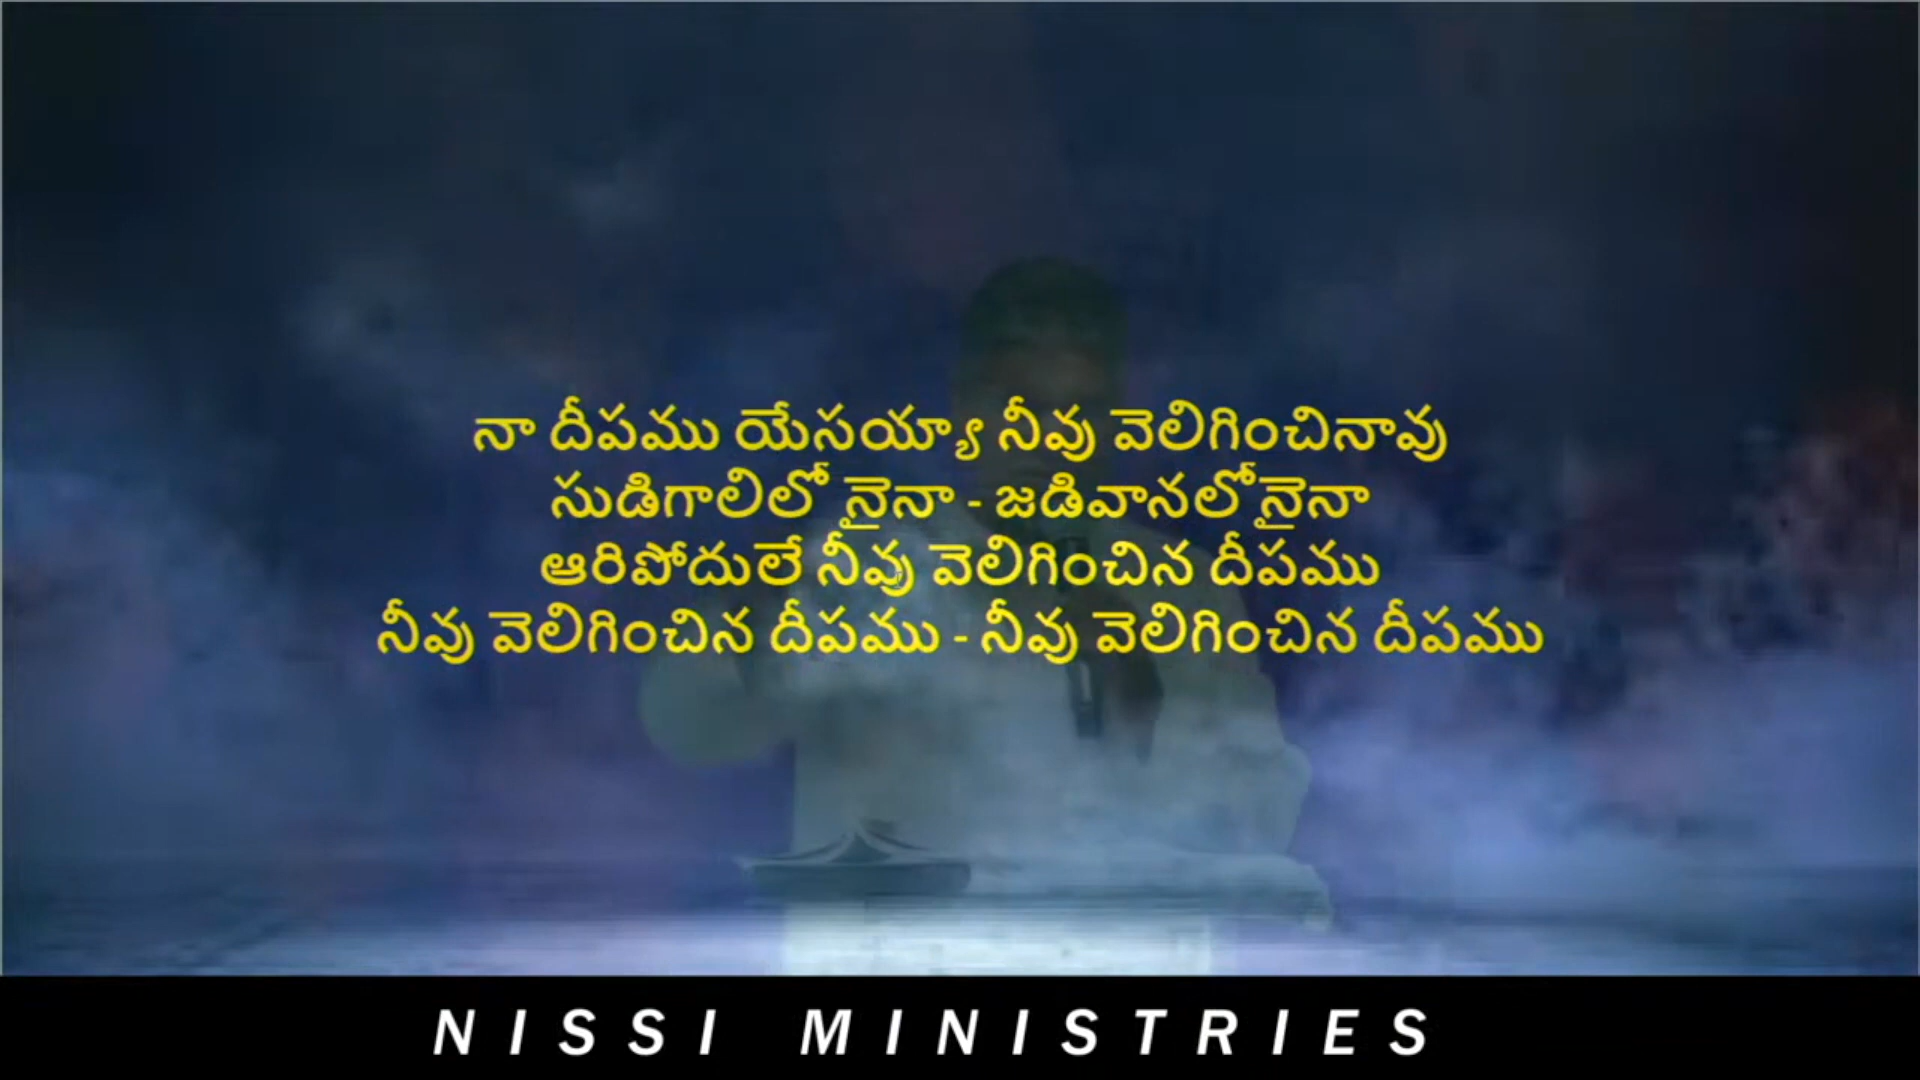 నా దీపము యేసయ్యా నీవు వెలిగించినావు
సుడిగాలిలో నైనా - జడివానలోనైనా
ఆరిపోదులే నీవు వెలిగించిన దీపము
నీవు వెలిగించిన దీపము - నీవు వెలిగించిన దీపము
NISSI MINISTRIES